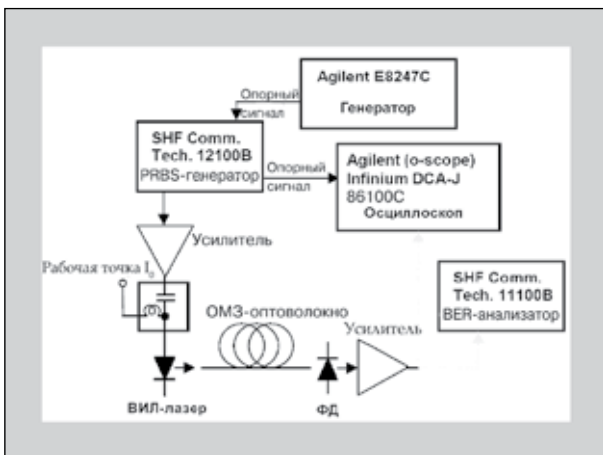 Agilent E8247C
Генератор
Опорный
сигнал
SHF Comm.
Tech. 12100B
PRBS-генератор
Опорный
сигнал
Agilent (o-scope)
Infinium DCA-J
86100C
Осциллоскоп
Усилитель
Рабочая точка I₀
SHF Comm.
Tech. 11100B
BER-анализатор
ОМ3-оптоволокно
Усилитель
ВИЛ-лазер
ФД